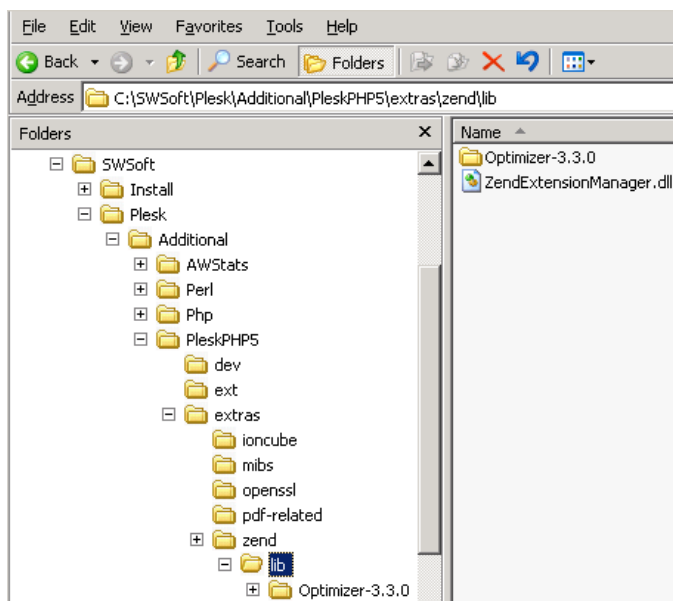 File Edit View Favorites Tools Help
Back Search Folders
Address C:\SWSoft\Plesk\Additional\PleskPHP5\extras\zend\lib
Folders
SWSoft
Install
Plesk
Additional
AWStats
Perl
Php
PleskPHP5
dev
ext
extras
ioncube
mibs
openssl
pdf-related
zend
lib
Optimizer-3.3.0
Name
Optimizer-3.3.0
ZendExtensionManager.dll